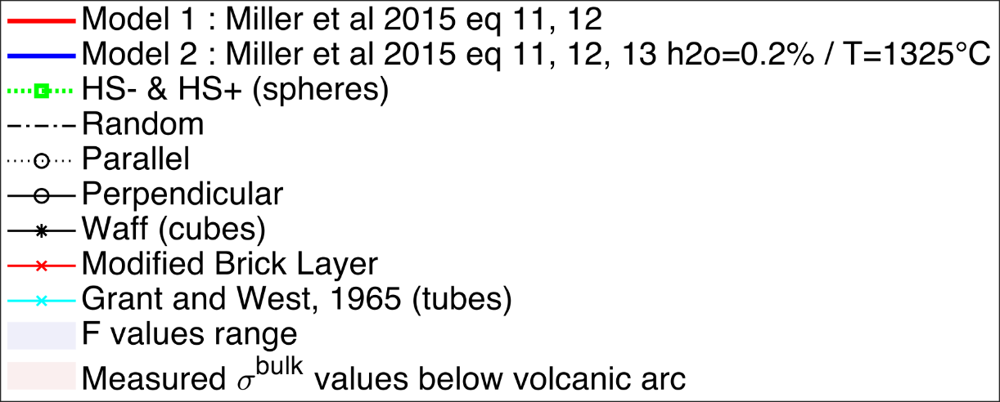 Model 1 : Miller et al 2015 eq 11, 12
Model 2 : Miller et al 2015 eq 11, 12, 13 h2o=0.2% / T=1325°C
HS- & HS+ (spheres)
Random
Parallel
Perpendicular
Waff (cubes)
Modified Brick Layer
Grant and West, 1965 (tubes)
F values range
Measured σ^bulk values below volcanic arc